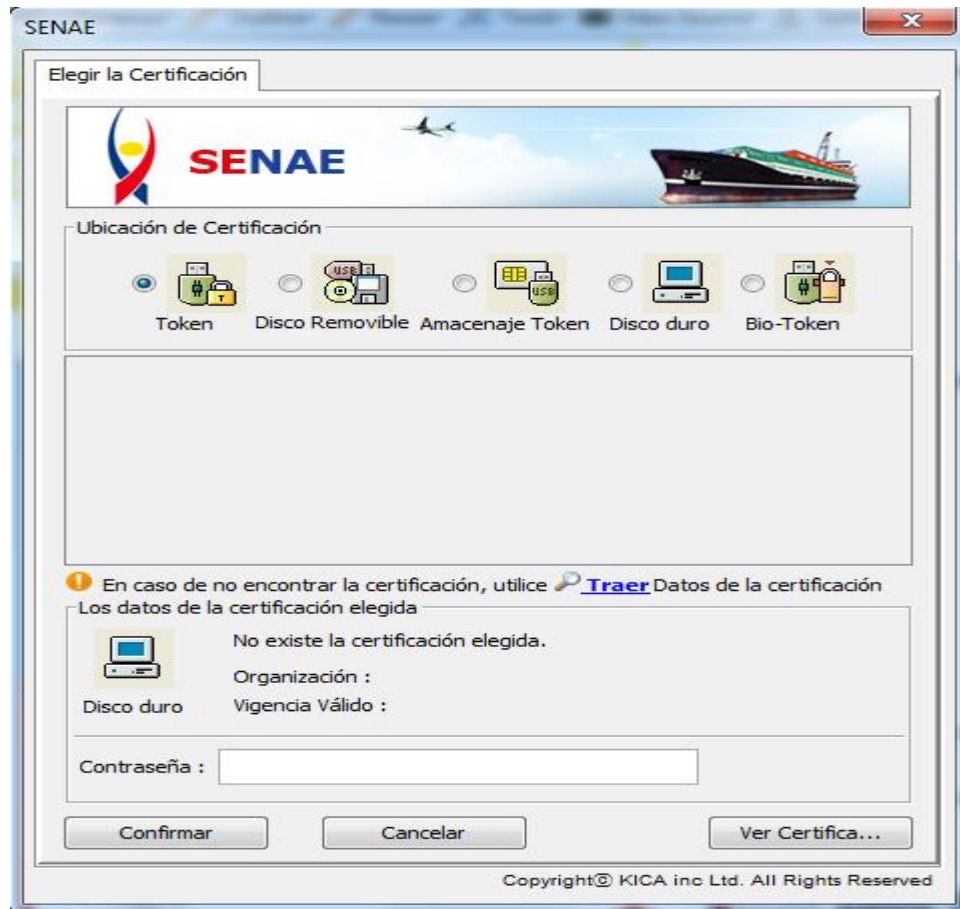 SENAE
Elegir la Certificación
SENAE
Ubicación de Certificación
USB
USB
T
Token
Disco Removible
Amacenaje Token
Disco duro
Bio-Token
En caso de no encontrar la certificación, utilice Traer Datos de la certificación
Los datos de la certificación elegida
No existe la certificación elegida.
Organización :
Disco duro
Vigencia Válido :
Contraseña :
Confirmar
Cancelar
Ver Certifica...
Copyrightⓒ KICA inc Ltd. All Rights Reserved